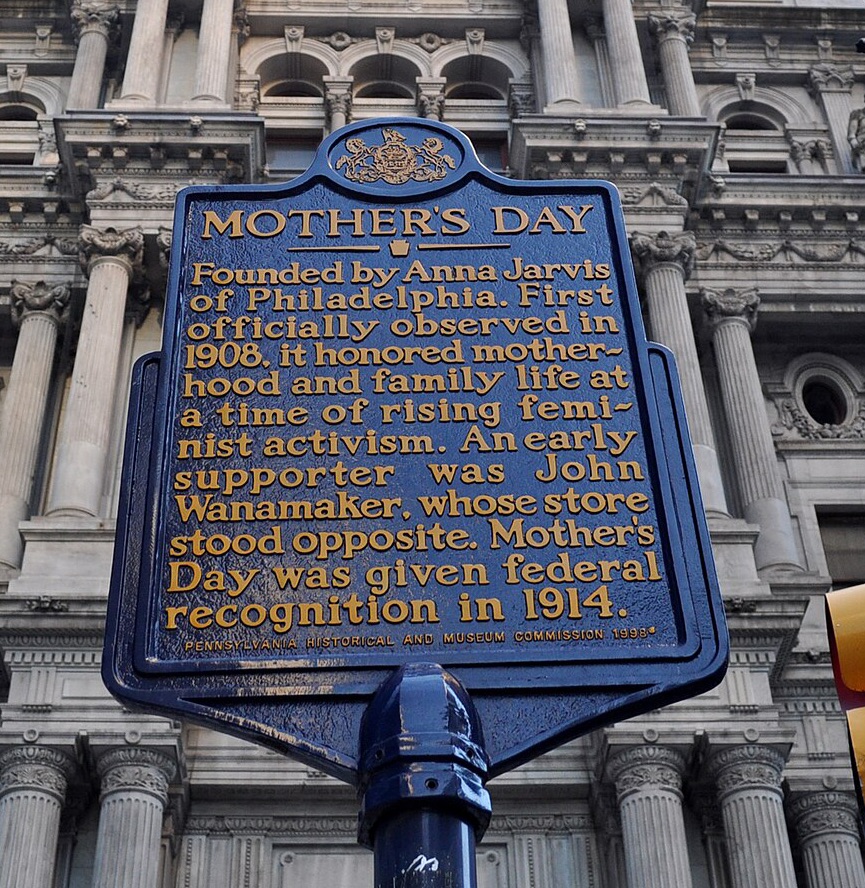 MOTHER'S DAY
Founded by Anna Jarvis
of Philadelphia. First
officially observed in
1908, it honored mother-
hood and family life at
a time of rising femi-
nist activism. An early
supporter was John
Wanamaker, whose store
stood opposite. Mother's
Day was given federal
recognition in 1914.
PENNSYLVANIA HISTORICAL AND MUSEUM COMMISSION 1998